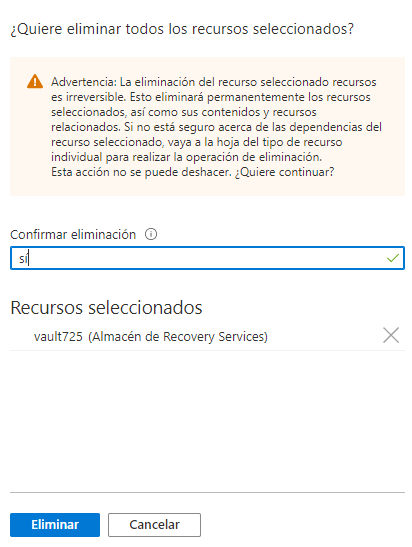 ¿Quiere eliminar todos los recursos seleccionados?
Advertencia: La eliminación del recurso seleccionado recursos
es irreversible. Esto eliminará permanentemente los recursos
seleccionados, así como sus contenidos y recursos
relacionados. Si no está seguro acerca de las dependencias del
recurso seleccionado, vaya a la hoja del tipo de recurso
individual para realizar la operación de eliminación.
Esta acción no se puede deshacer. ¿Quiere continuar?
Confirmar eliminación
sí
Recursos seleccionados
vault725 (Almacén de Recovery Services)
Eliminar
Cancelar